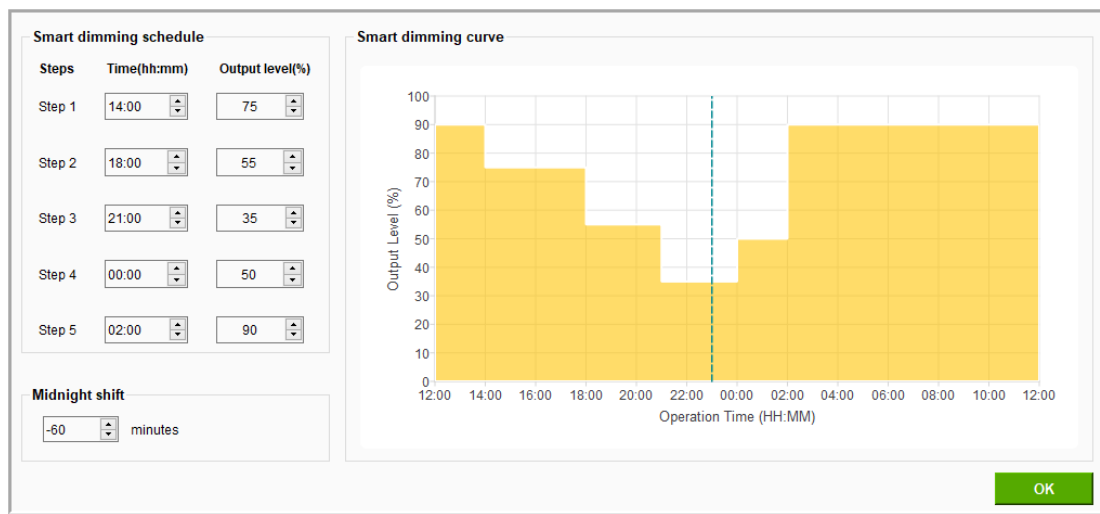 Smart dimming schedule
Steps Time(hh:mm) Output level(%)
Step 1 14:00 75
Step 2 18:00 55
Step 3 21:00 35
Step 4 00:00 50
Step 5 02:00 90
Midnight shift
-60 minutes
Smart dimming curve
Output Level (%)
100
90
80
70
60
50
40
30
20
10
0
12:00 14:00 16:00 18:00 20:00 22:00 00:00 02:00 04:00 06:00 08:00 10:00 12:00
Operation Time (HH:MM)
OK